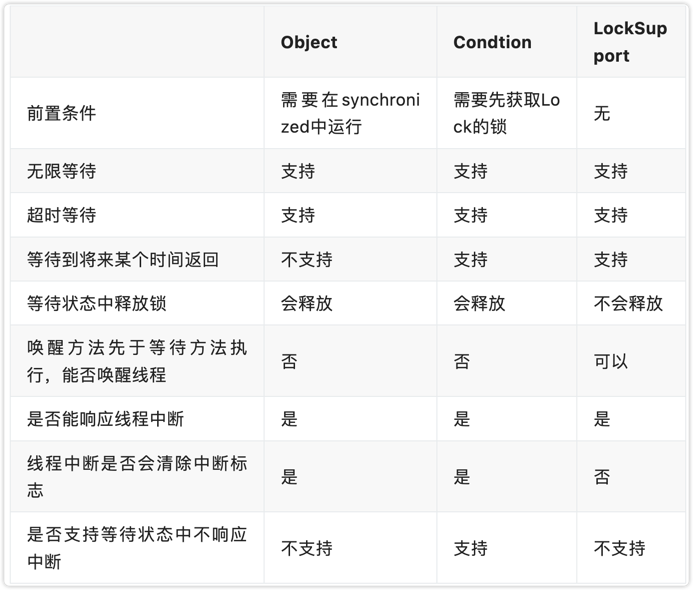 Object
Condtion
LockSup
port
前置条件
需要在synchroni
zed中运行
需要先获取Lo
ck的锁
无
无限等待
支持
支持
支持
超时等待
支持
支持
支持
等待到将来某个时间返回
不支持
支持
支持
等待状态中释放锁
会释放
会释放
不会释放
唤醒方法先于等待方法执
行，能否唤醒线程
否
否
可以
是否能响应线程中断
是
是
是
线程中断是否会清除中断标
志
是
是
否
是否支持等待状态中不响应
中断
不支持
支持
不支持